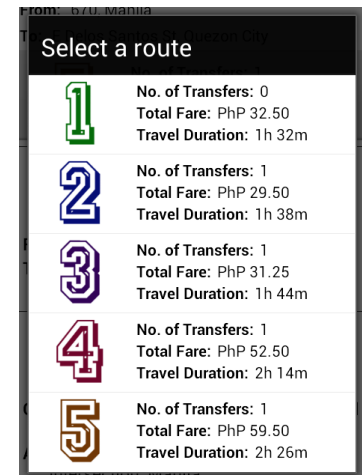 From: 670, Manila
Select a route
1
No. of Transfers: 0
Total Fare: PhP 32.50
Travel Duration: 1h 32m
2
No. of Transfers: 1
Total Fare: PhP 29.50
Travel Duration: 1h 38m
3
No. of Transfers: 1
Total Fare: PhP 31.25
Travel Duration: 1h 44m
4
No. of Transfers: 1
Total Fare: PhP 52.50
Travel Duration: 2h 14m
5
No. of Transfers: 1
Total Fare: PhP 59.50
Travel Duration: 2h 26m